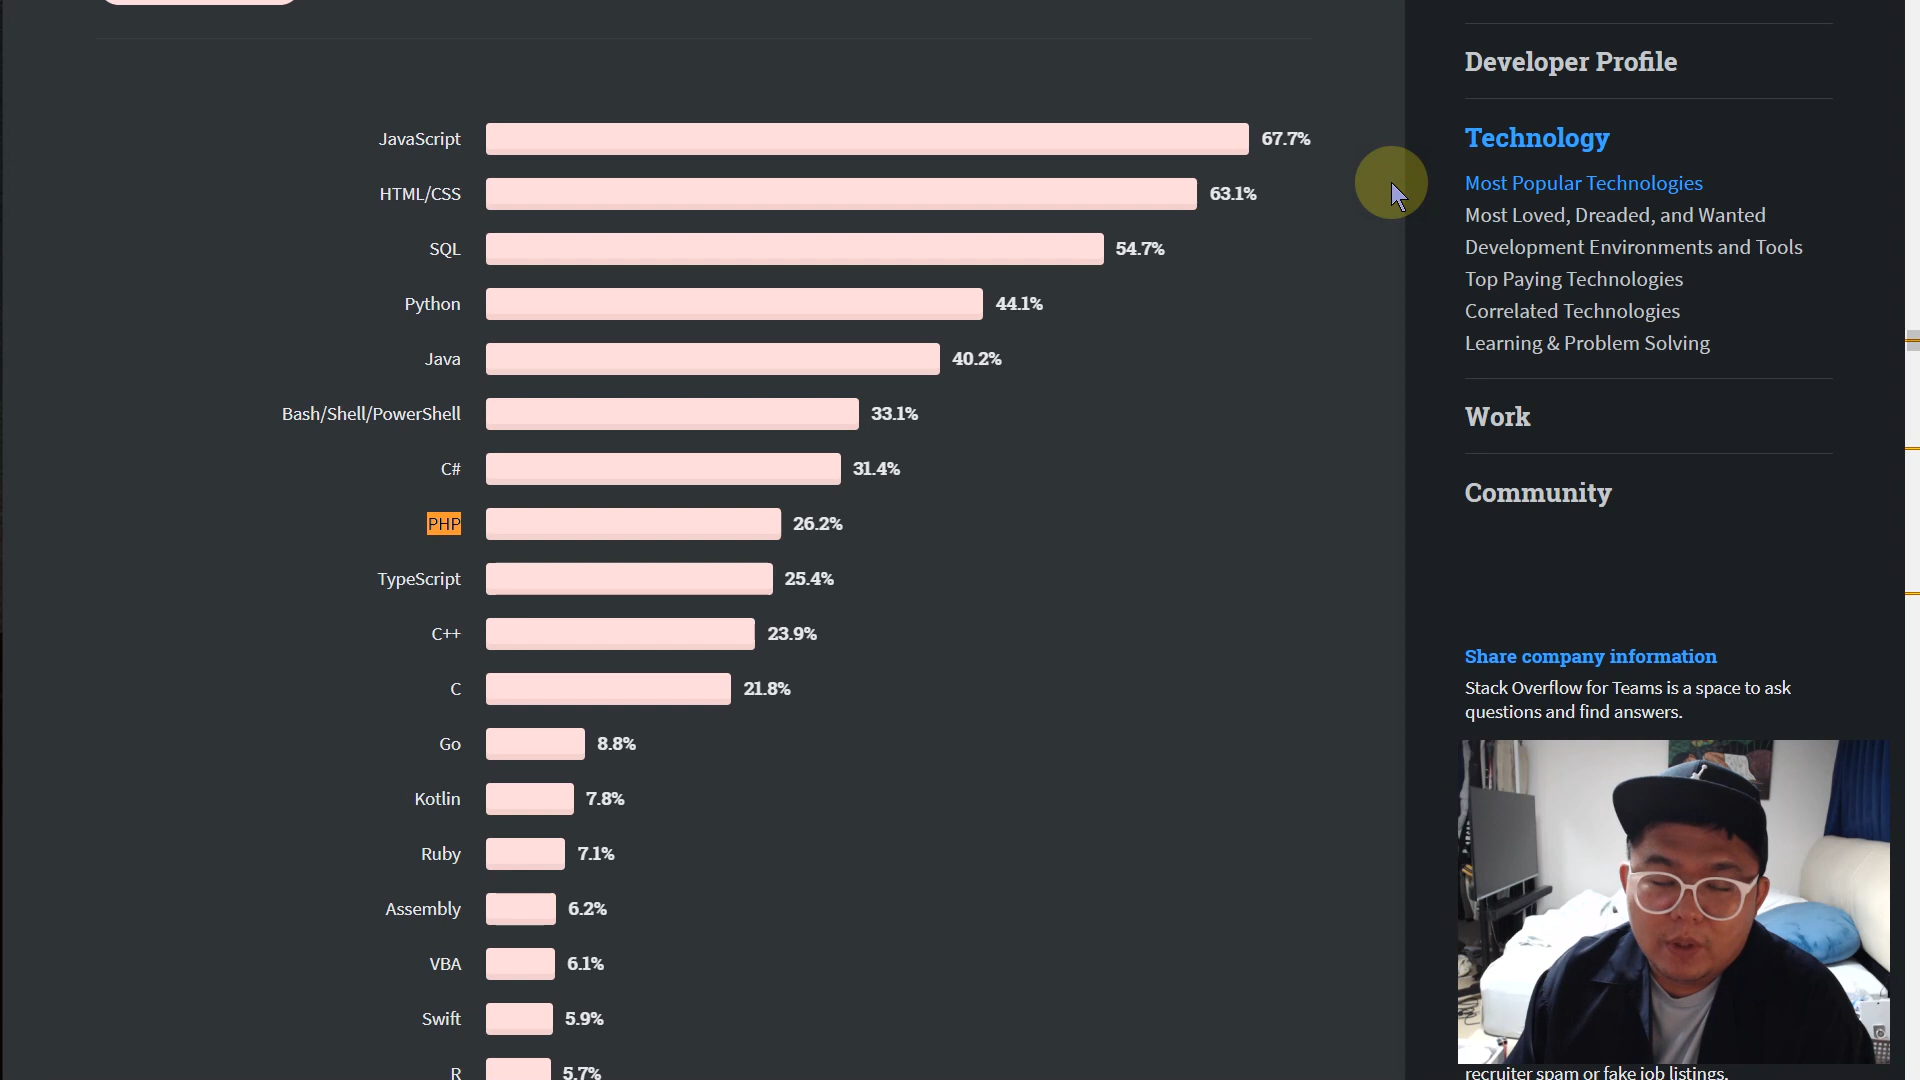 JavaScript 67.7%
HTML/CSS 63.1%
SQL 54.7%
Python 44.1%
Java 40.2%
Bash/Shell/PowerShell 33.1%
C# 31.4%
PHP 26.2%
TypeScript 25.4%
C++ 23.9%
C 21.8%
Go 8.8%
Kotlin 7.8%
Ruby 7.1%
Assembly 6.2%
VBA 6.1%
Swift 5.9%
R 5.7%
Developer Profile
Technology
Most Popular Technologies
Most Loved, Dreaded, and Wanted
Development Environments and Tools
Top Paying Technologies
Correlated Technologies
Learning & Problem Solving
Work
Community
Share company information
Stack Overflow for Teams is a space to ask
questions and find answers.
recruiter spam or fake job listings.